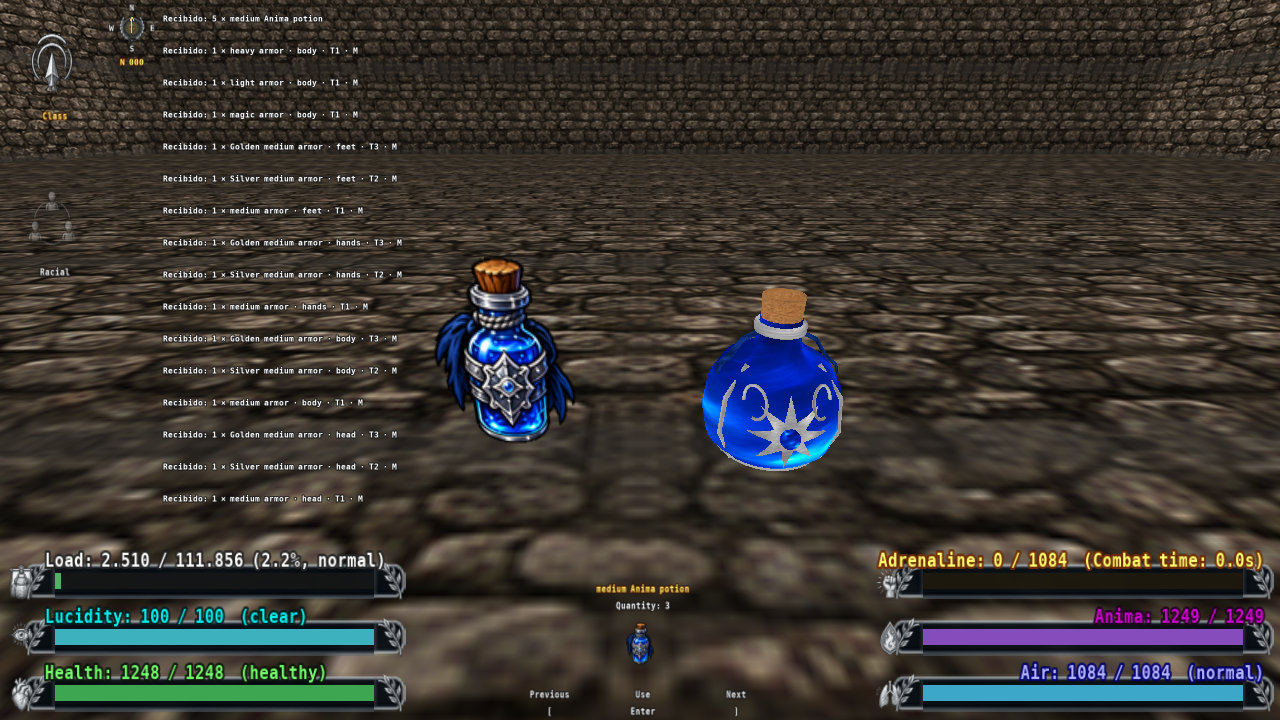 N
W E
S
N 000
Class
Racial
Recibido: 5 × medium Anima potion
Recibido: 1 × heavy armor · body · T1 · M
Recibido: 1 × light armor · body · T1 · M
Recibido: 1 × magic armor · body · T1 · M
Recibido: 1 × Golden medium armor · feet · T3 · M
Recibido: 1 × Silver medium armor · feet · T2 · M
Recibido: 1 × medium armor · feet · T1 · M
Recibido: 1 × Golden medium armor · hands · T3 · M
Recibido: 1 × Silver medium armor · hands · T2 · M
Recibido: 1 × medium armor · hands · T1 · M
Recibido: 1 × Golden medium armor · body · T3 · M
Recibido: 1 × Silver medium armor · body · T2 · M
Recibido: 1 × medium armor · body · T1 · M
Recibido: 1 × Golden medium armor · head · T3 · M
Recibido: 1 × Silver medium armor · head · T2 · M
Recibido: 1 × medium armor · head · T1 · M
Load: 2.510 / 111.856 (2.2%, normal)
Lucidity: 100 / 100 (clear)
Health: 1248 / 1248 (healthy)
medium Anima potion
Quantity: 3
Previous Use Next
[ Enter ]
Adrenaline: 0 / 1084 (Combat time: 0.0s)
Anima: 1249 / 1249
Air: 1084 / 1084 (normal)